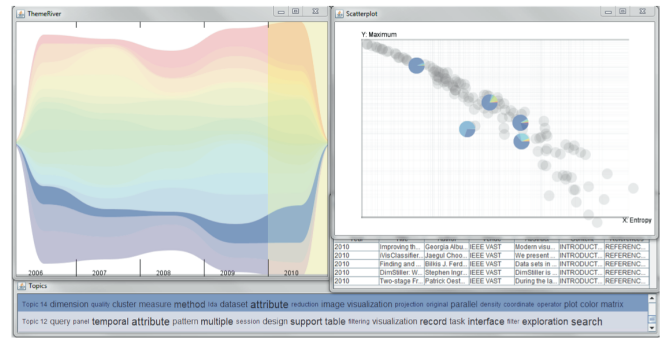 ThemeRiver
2006 2007 2008 2009 2010
Scatterplot
Y: Maximum
X: Entropy
2010 Improving th... Georgia Albu... IEEE VAST Modern visu... INTRODUCT... REFERENC...
2010 iVisClassifier... Jaegul Choo... IEEE VAST We present ... INTRODUCT... REFERENC...
2010 Finding and ... Billiss J. Ferd... IEEE VAST Data sets in ... INTRODUCT... REFERENC...
2010 DimStiller: W... Stephen Ingr... IEEE VAST DimStiller is ... INTRODUCT... REFERENC...
2010 Two-stage Fr... Patrick Oest... IEEE VAST During the la... INTRODUCT... REFERENC...
Topics
Topic 14 dimension quality cluster measure method lda dataset attribute reduction image visualization projection original parallel density coordinate operator plot color matrix
Topic 12 query panel temporal attribute pattern multiple session design support table filtering visualization record task interface filter exploration search